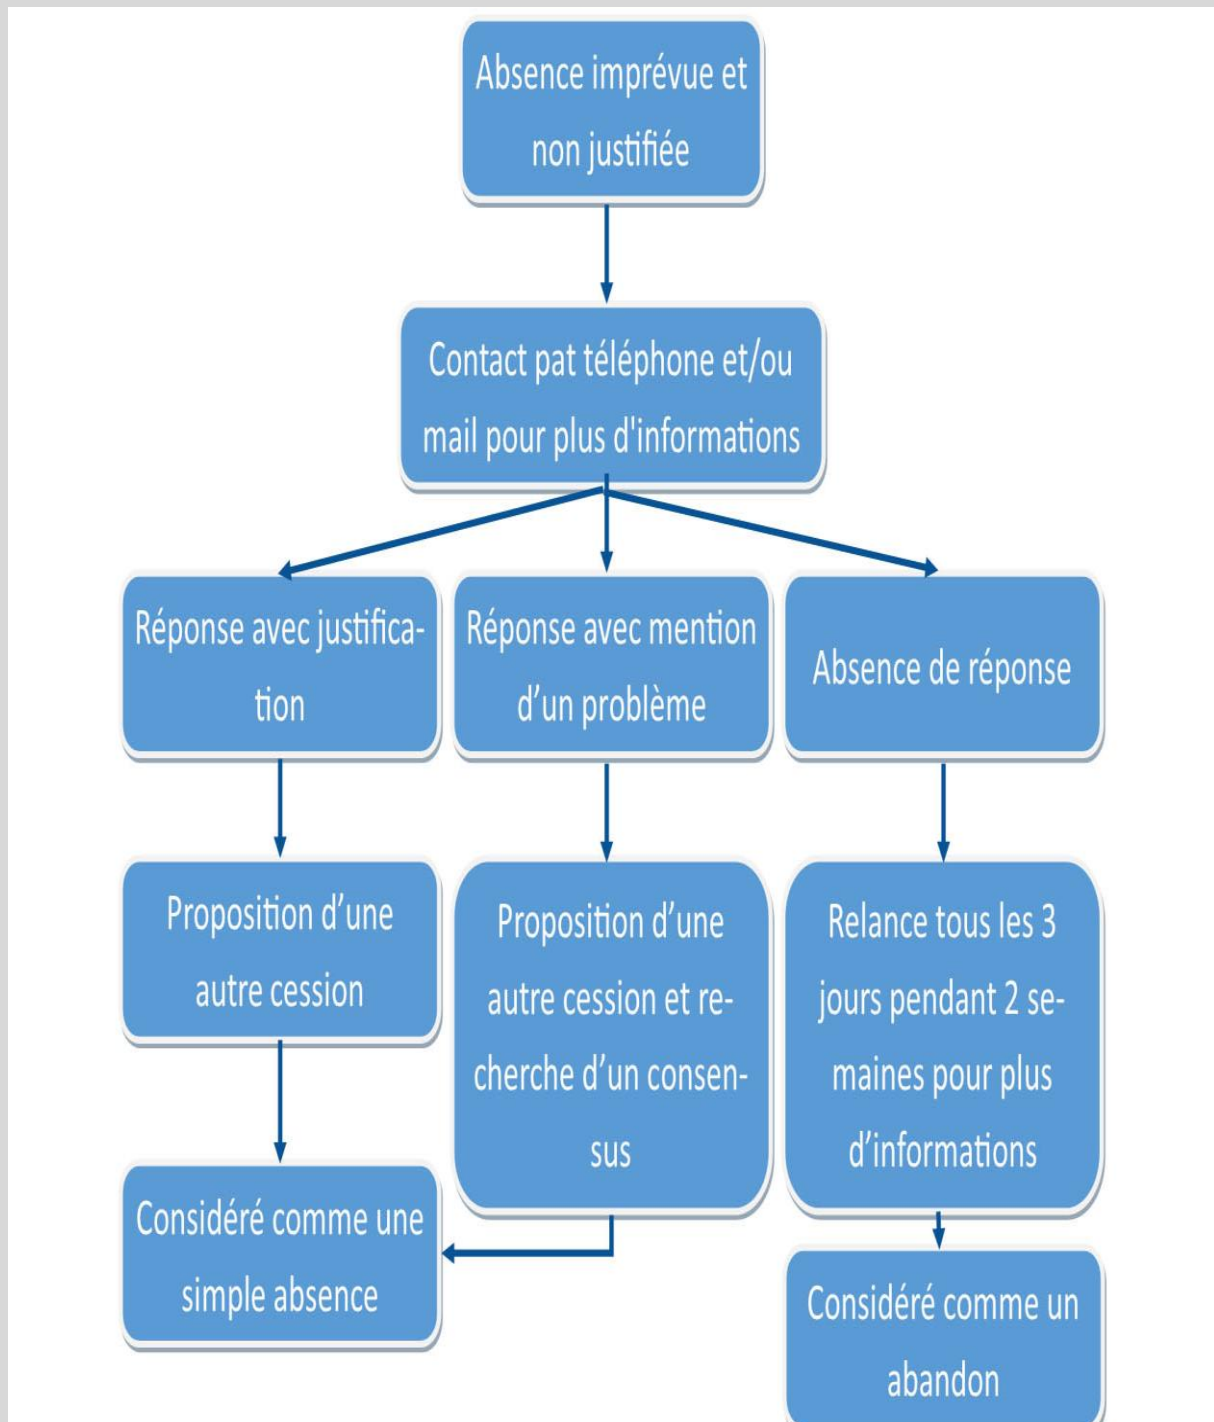 Absence imprévue et
non justifiée
Contact pat téléphone et/ou
mail pour plus d'informations
Réponse avec justifica-
tion
Réponse avec mention
d’un problème
Absence de réponse
Proposition d’une
autre cession
Proposition d’une
autre cession et re-
cherche d’un consen-
sus
Relance tous les 3
jours pendant 2 se-
maines pour plus
d’informations
Considéré comme une
simple absence
Considéré comme un
abandon